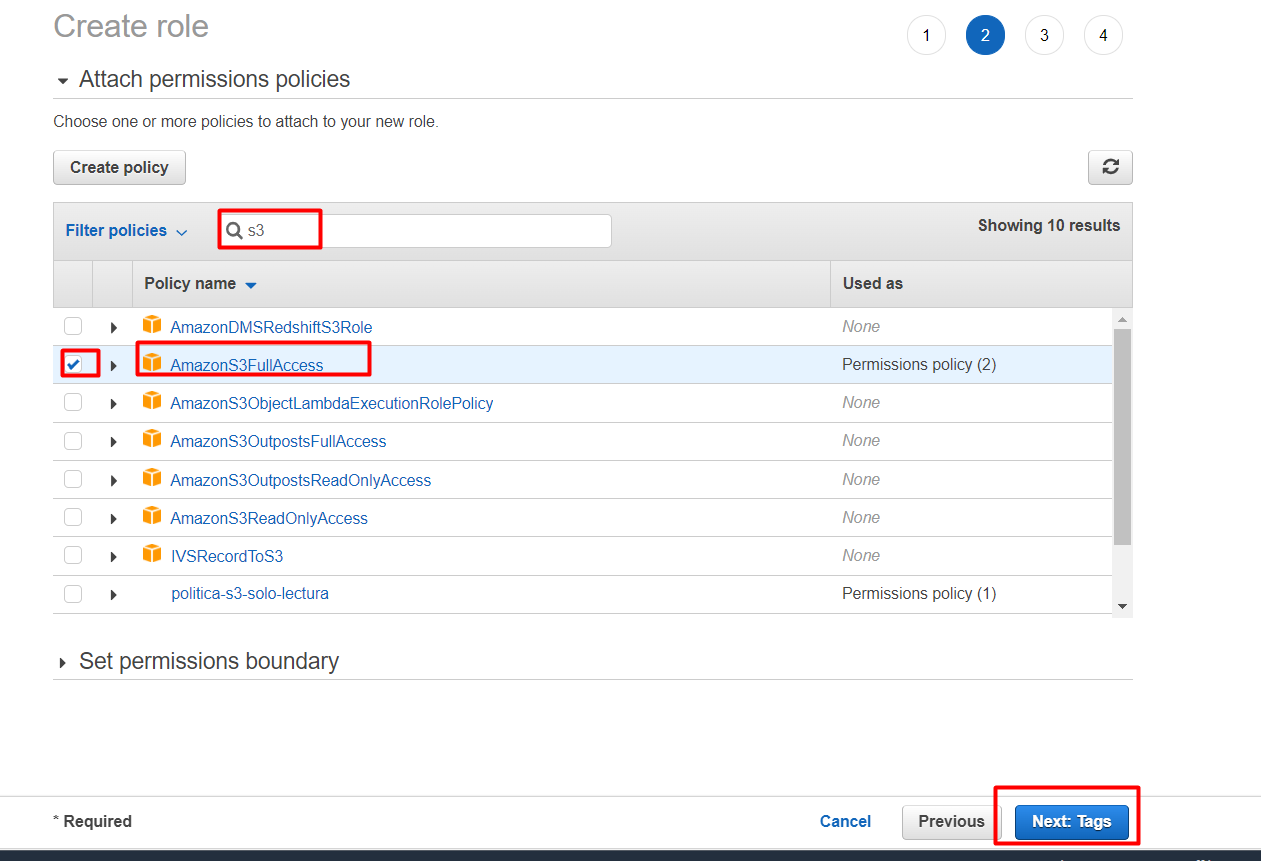 Create role
1 2 3 4
Attach permissions policies
Choose one or more policies to attach to your new role.
Create policy
Filter policies s3 Showing 10 results
Policy name Used as
AmazonDMSRedshiftS3Role None
AmazonS3FullAccess Permissions policy (2)
AmazonS3ObjectLambdaExecutionRolePolicy None
AmazonS3OutpostsFullAccess None
AmazonS3OutpostsReadOnlyAccess None
AmazonS3ReadOnlyAccess None
IVSRecordToS3 None
politica-s3-solo-lectura Permissions policy (1)
Set permissions boundary
* Required Cancel Previous Next: Tags